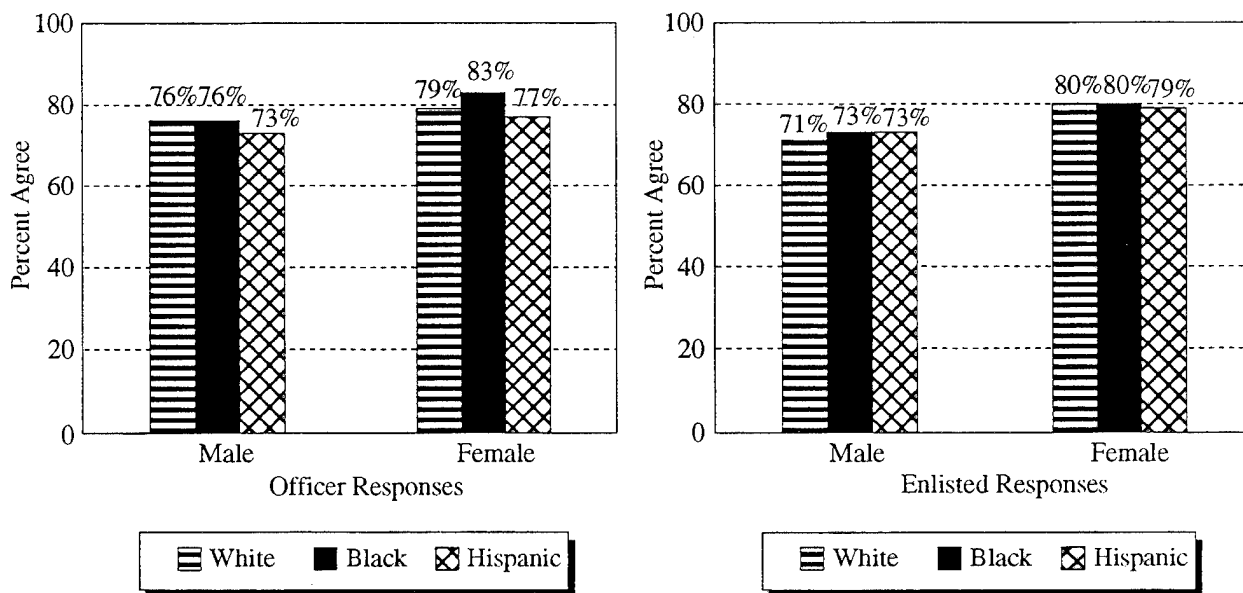 100
80
60
40
20
0
Percent Agree
76% 76% 73%
79% 83% 77%
Male Female
Officer Responses
White Black Hispanic
100
80
60
40
20
0
Percent Agree
71% 73% 73%
80% 80% 79%
Male Female
Enlisted Responses
White Black Hispanic